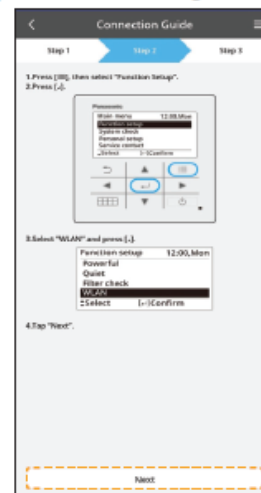 Connection Guide
Step 1 Step 2 Step 3
1.Press [☰], then select "Function Setup".
2.Press [↵].
Panasonic
Main menu 12:00,Mon
Function setup
System check
Personal setup
Service contact
Select [↵]Confirm
3.Select "WLAN" and press [↵].
Function setup 12:00,Mon
Powerful
Quiet
Filter check
WLAN
Select [↵]Confirm
4.Tap "Next".
Next